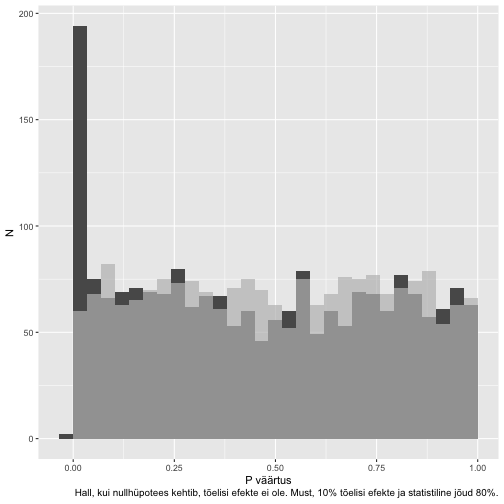 200
150
100
50
0
N
0.00 0.25 0.50 0.75 1.00
P väärtus
Hall, kui nullhüpotees kehtib, tõelisi efekte ei ole. Must, 10% tõelisi efekte ja statistiline jõud 80%.